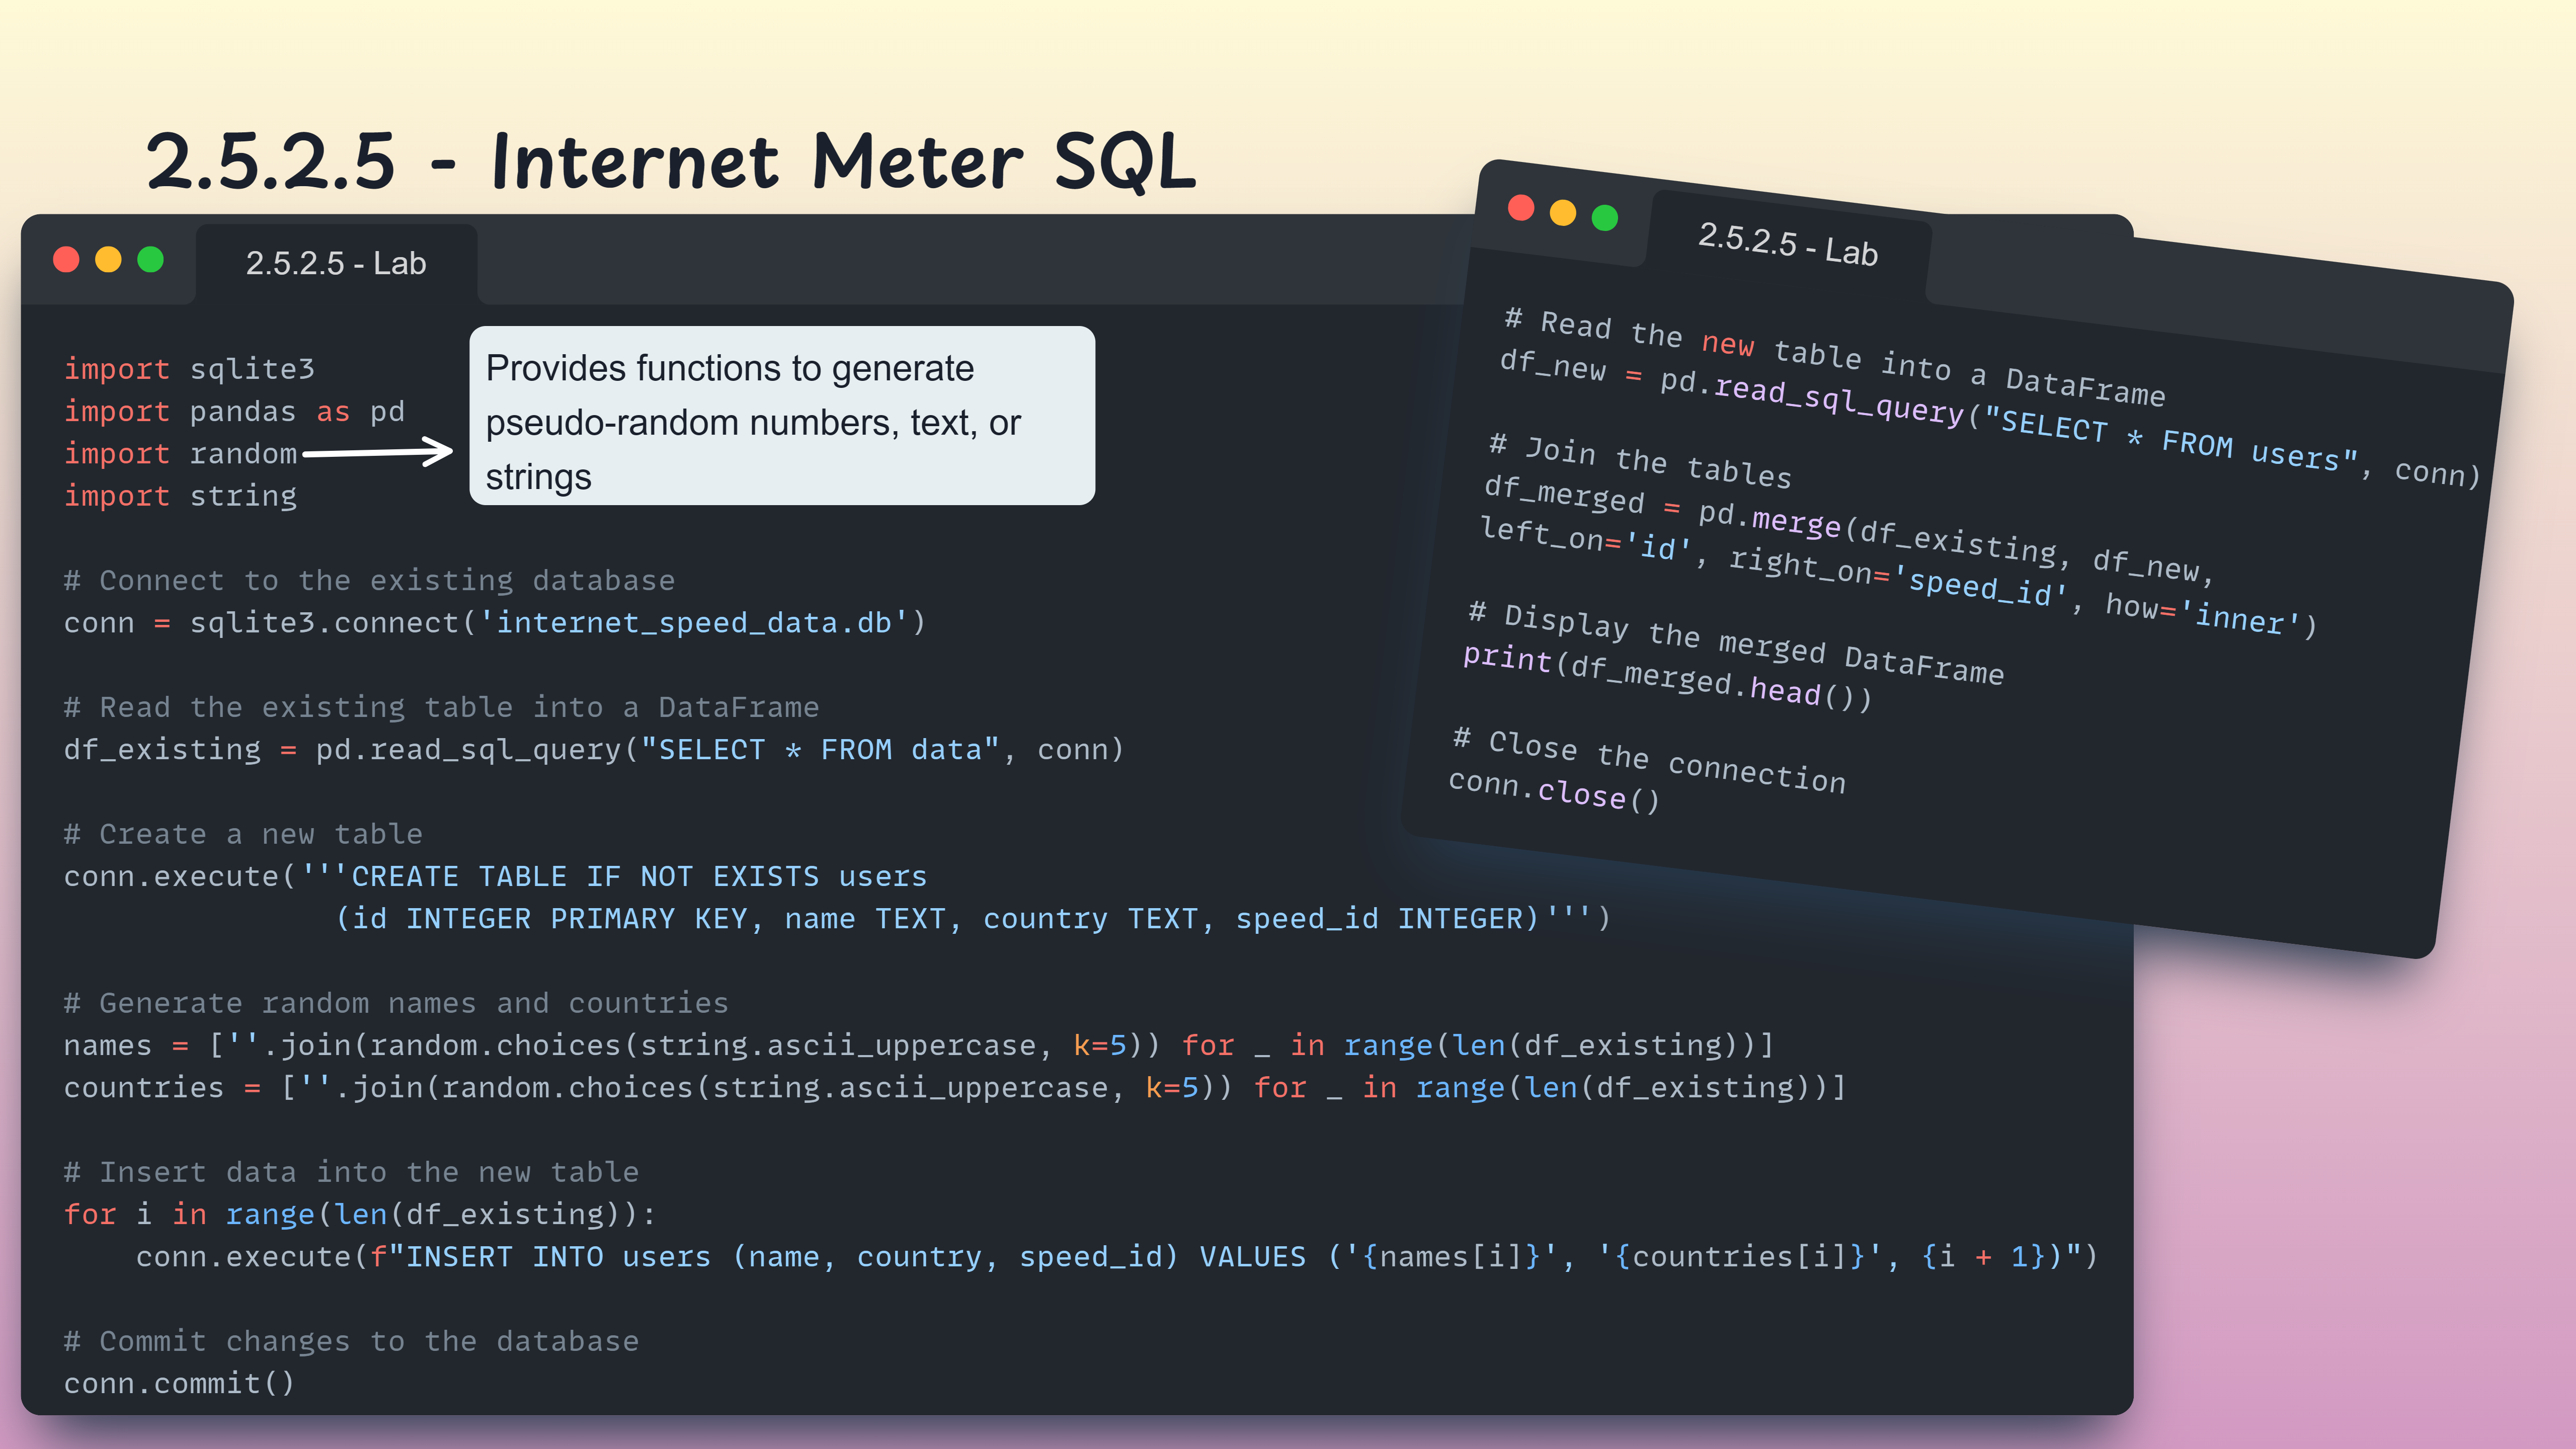 2.5.2.5 - Internet Meter SQL
2.5.2.5 - Lab
import sqlite3
import pandas as pd
import random
import string
Provides functions to generate
pseudo-random numbers, text, or
strings
# Connect to the existing database
conn = sqlite3.connect('internet_speed_data.db')
# Read the existing table into a DataFrame
df_existing = pd.read_sql_query("SELECT * FROM data", conn)
# Create a new table
conn.execute('''CREATE TABLE IF NOT EXISTS users
(id INTEGER PRIMARY KEY, name TEXT, country TEXT, speed_id INTEGER)''')
# Generate random names and countries
names = [''.join(random.choices(string.ascii_uppercase, k=5)) for _ in range(len(df_existing))]
countries = [''.join(random.choices(string.ascii_uppercase, k=5)) for _ in range(len(df_existing))]
# Insert data into the new table
for i in range(len(df_existing)):
    conn.execute(f"INSERT INTO users (name, country, speed_id) VALUES ('{names[i]}', '{countries[i]}', {i + 1})")
# Commit changes to the database
conn.commit()
2.5.2.5 - Lab
# Read the new table into a DataFrame
df_new = pd.read_sql_query("SELECT * FROM users", conn)
# Join the tables
df_merged = pd.merge(df_existing, df_new,
left_on='id', right_on='speed_id', how='inner')
# Display the merged DataFrame
print(df_merged.head())
# Close the connection
conn.close()